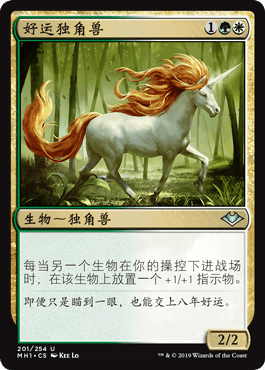 好运独角兽 1
生物～独角兽
每当另一个生物在你的操控下进战场
时，在该生物上放置一个 +1/+1 指示物。
即便只是瞄到一眼，也能交上八年好运。
2/2
201/254 U
MH1 • CS Kee Lo
™ & © 2019 Wizards of the Coast